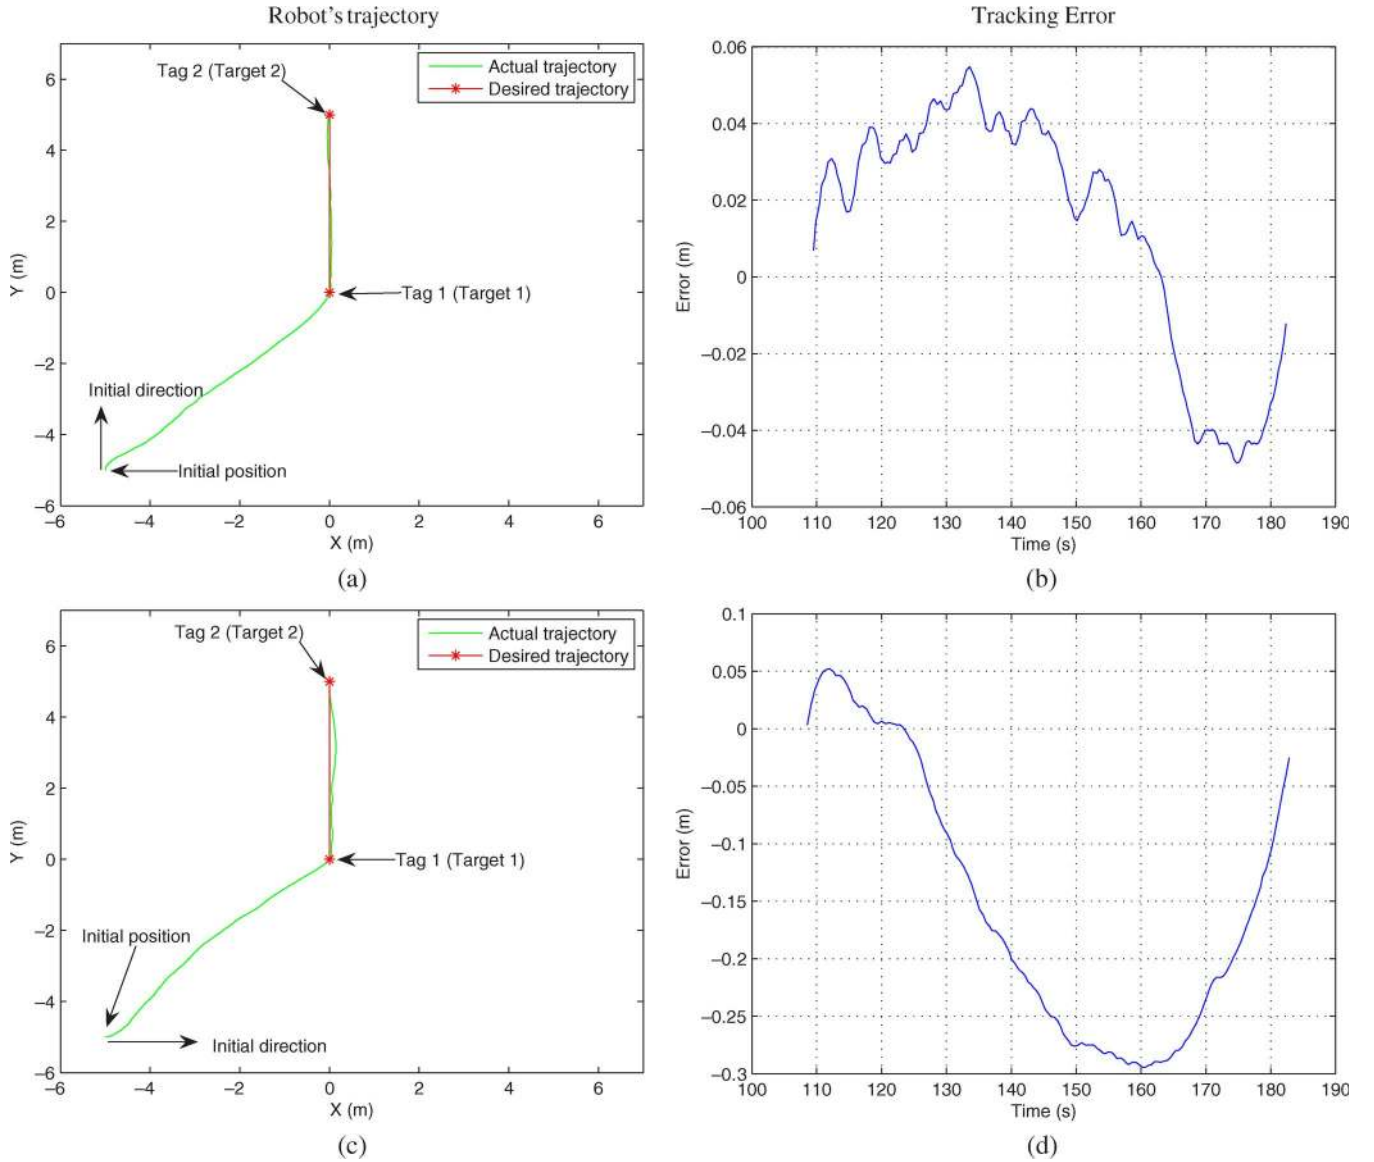 Robot's trajectory
Tracking Error
6
4
2
0
−2
−4
−6
Y (m)
−6
−4
−2
0
2
4
6
X (m)
Tag 2 (Target 2)
Actual trajectory
Desired trajectory
Tag 1 (Target 1)
Initial direction
Initial position
(a)
0.06
0.04
0.02
0
−0.02
−0.04
−0.06
Error (m)
100
110
120
130
140
150
160
170
180
190
Time (s)
(b)
6
4
2
0
−2
−4
−6
Y (m)
−6
−4
−2
0
2
4
6
X (m)
Tag 2 (Target 2)
Actual trajectory
Desired trajectory
Tag 1 (Target 1)
Initial position
Initial direction
(c)
0.1
0.05
0
−0.05
−0.1
−0.15
−0.2
−0.25
−0.3
Error (m)
100
110
120
130
140
150
160
170
180
190
Time (s)
(d)